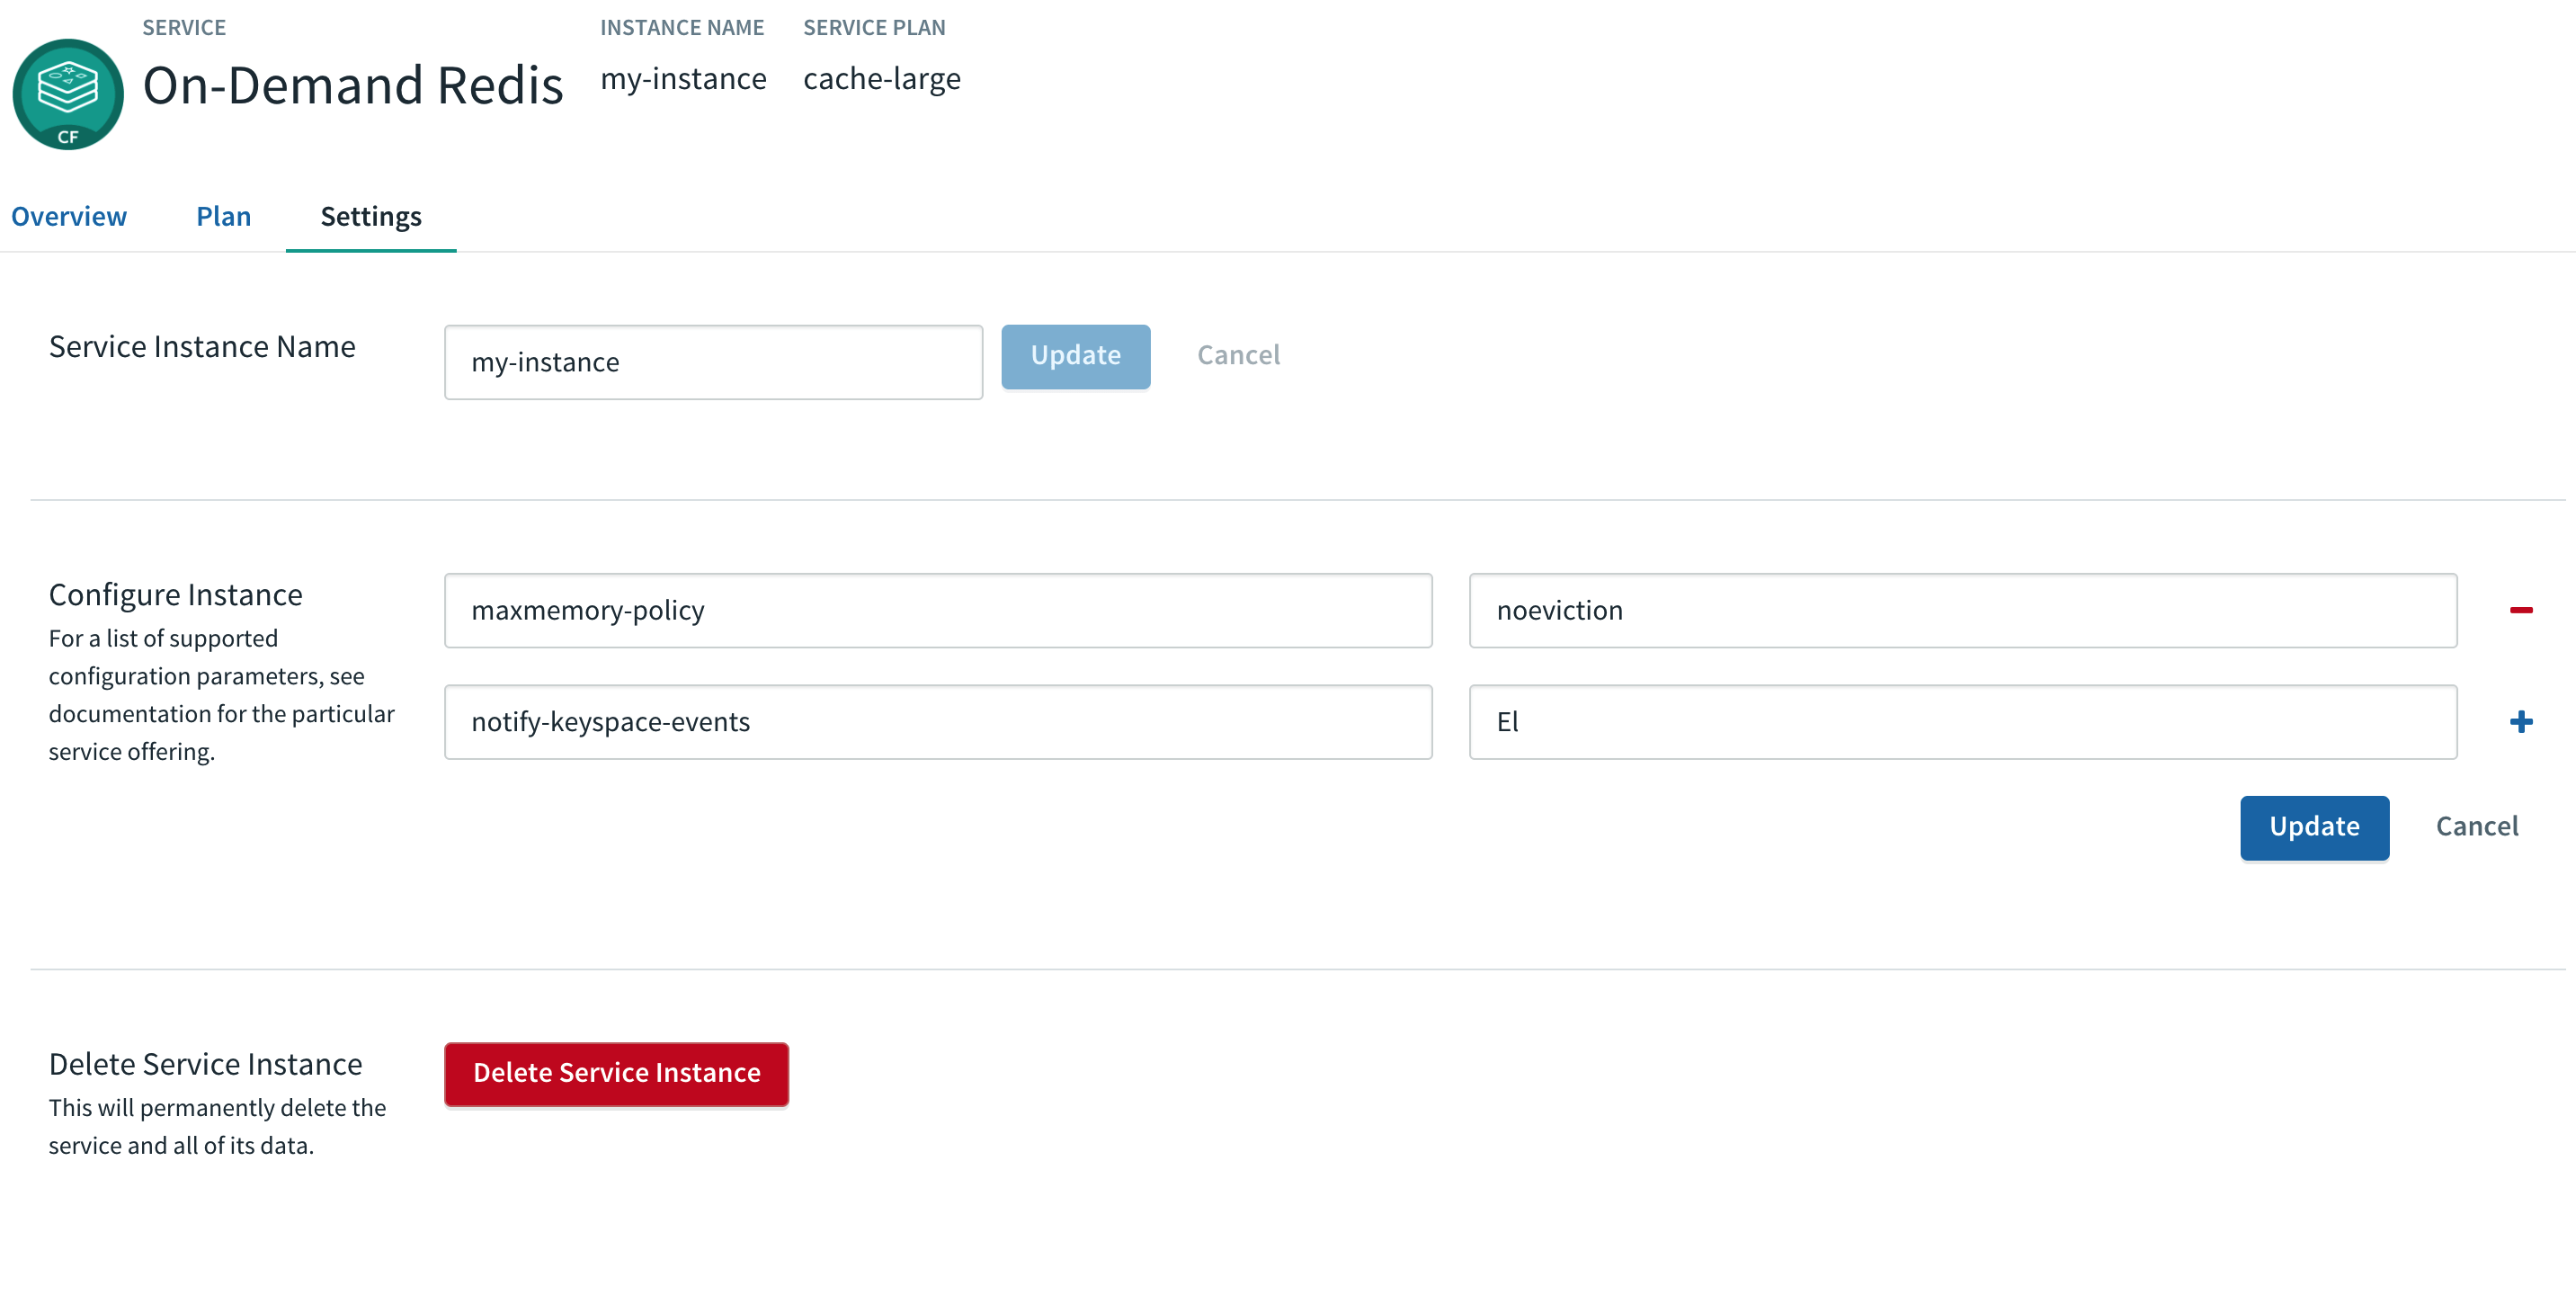 SERVICE
On-Demand Redis
INSTANCE NAME
my-instance
SERVICE PLAN
cache-large
CF
Overview
Plan
Settings
Service Instance Name
my-instance
Update
Cancel
Configure Instance
For a list of supported
configuration parameters, see
documentation for the particular
service offering.
maxmemory-policy
noeviction
notify-keyspace-events
El
Update
Cancel
Delete Service Instance
This will permanently delete the
service and all of its data.
Delete Service Instance